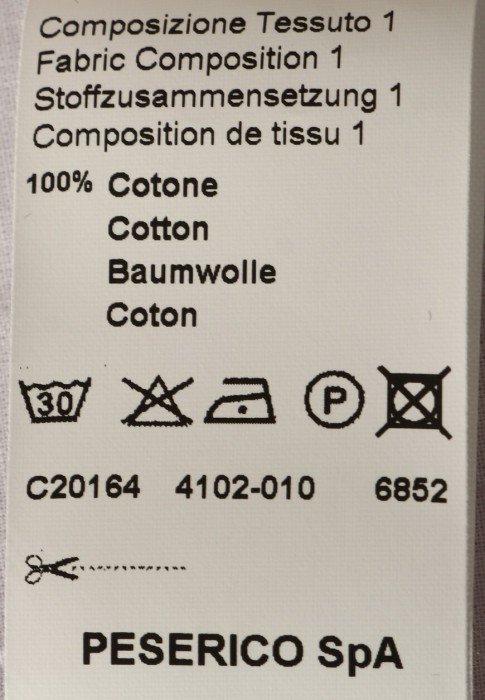 Composizione Tessuto 1
Fabric Composition 1
Stoffzusammensetzung 1
Composition de tissu 1
100% Cotone
Cotton
Baumwolle
Coton
30 P
C20164 4102-010 6852
PESERICO SpA